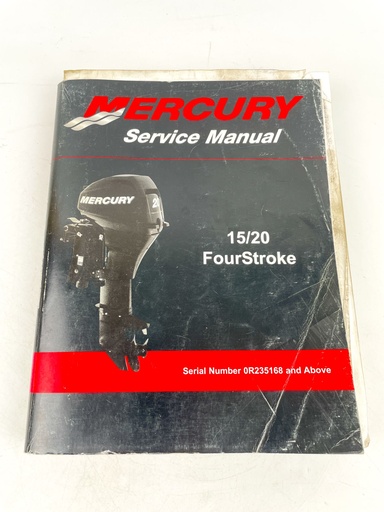 MERCURY
Service Manual
MERCURY
15/20
FourStroke
Serial Number 0R235168 and Above